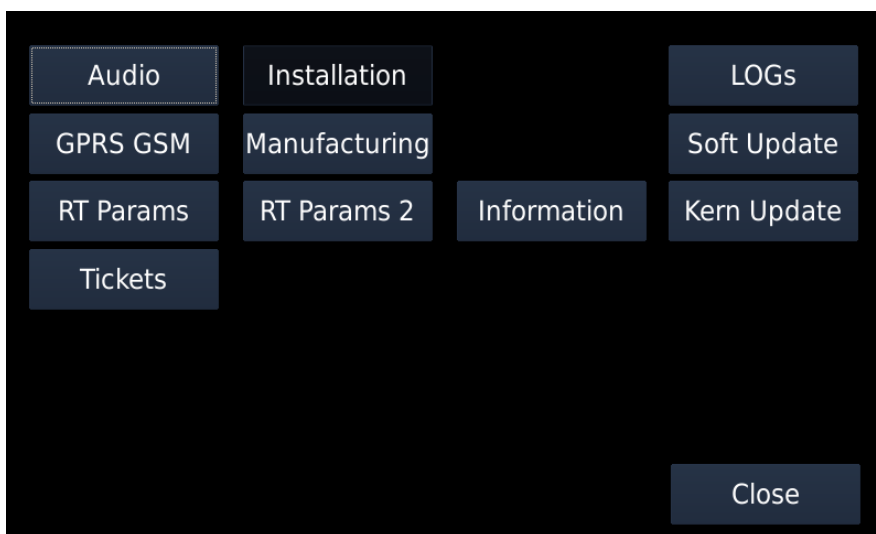 Audio
Installation
LOGs
GPRS GSM
Manufacturing
Soft Update
RT Params
RT Params 2
Information
Kern Update
Tickets
Close